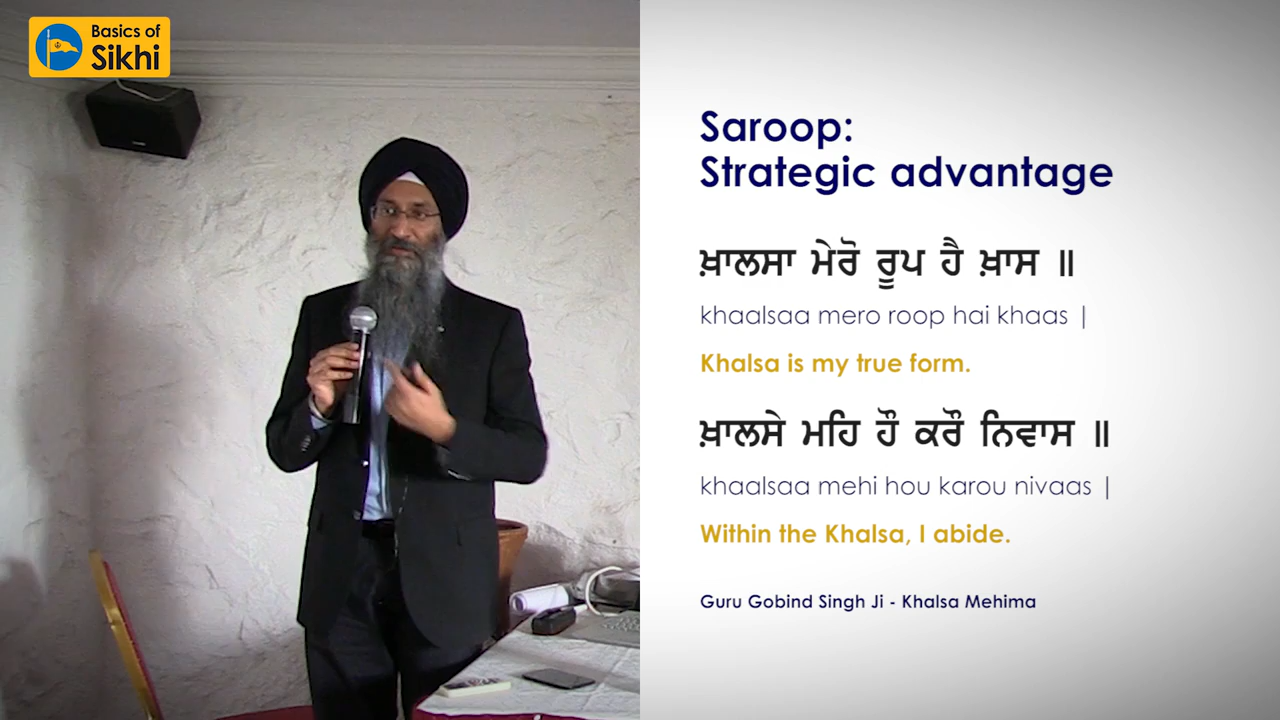 Basics of
Sikhi
Saroop:
Strategic advantage
ਖ਼ਾਲਸਾ ਮੇਰੋ ਰੂਪ ਹੈ ਖ਼ਾਸ ॥
khaalsaa mero roop hai khaas |
Khalsa is my true form.
ਖ਼ਾਲਸੇ ਮਹਿ ਹੌ ਕਰੌ ਨਿਵਾਸ ॥
khaalsaa mehi hou karou nivaas |
Within the Khalsa, I abide.
Guru Gobind Singh Ji - Khalsa Mehima